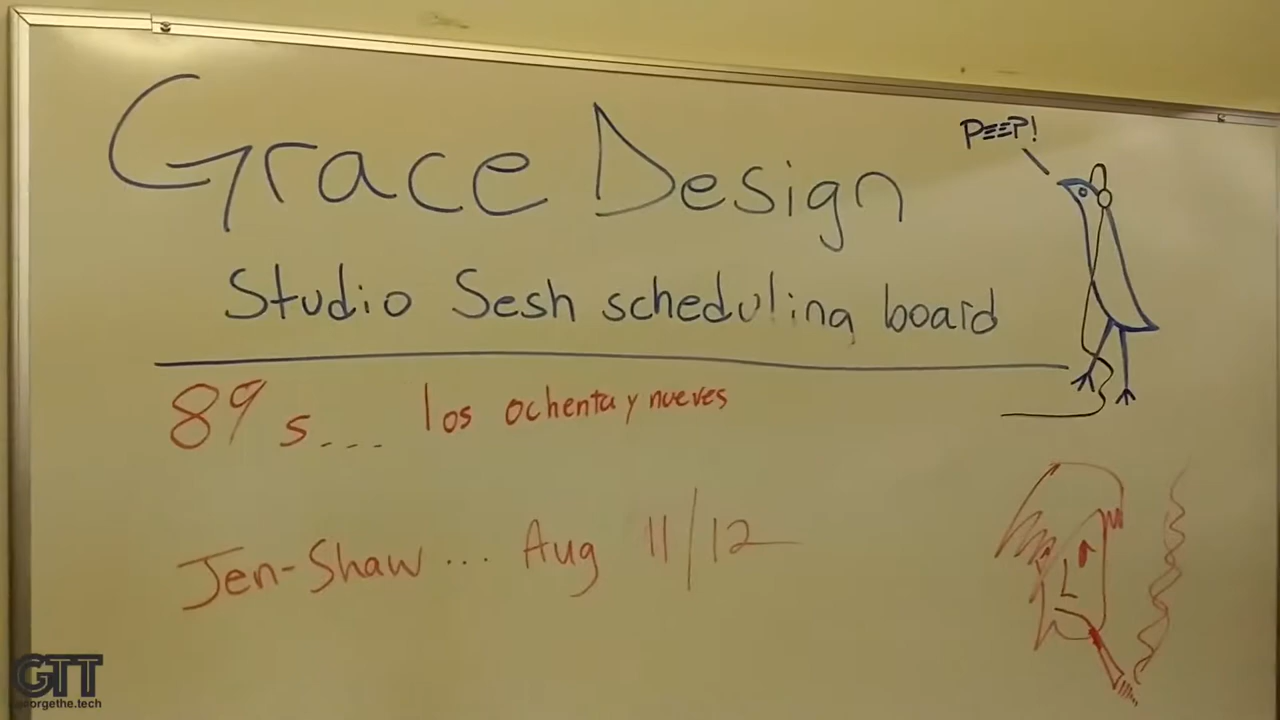 Grace Design
PEEP!
Studio Sesh scheduling board
89s... los ochenta y nueves
Jen-Shaw ... Aug 11/12
GTT
georgethe.tech